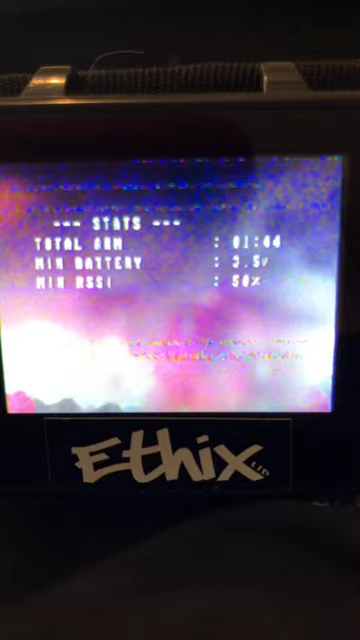 --- STATS ---
TOTAL ARM : 01:44
MIN BATTERY : 3.5V
MIN RSSI : 50%
Ethix